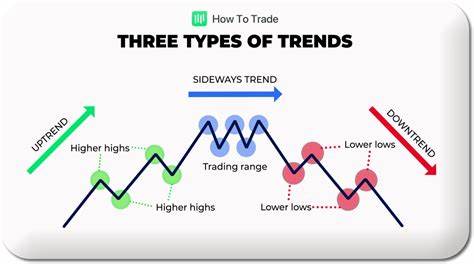 How To Trade
THREE TYPES OF TRENDS
SIDEWAYS TREND
UPTREND
DOWNTREND
Higher highs
Trading range
Lower lows
Higher highs
Lower lows